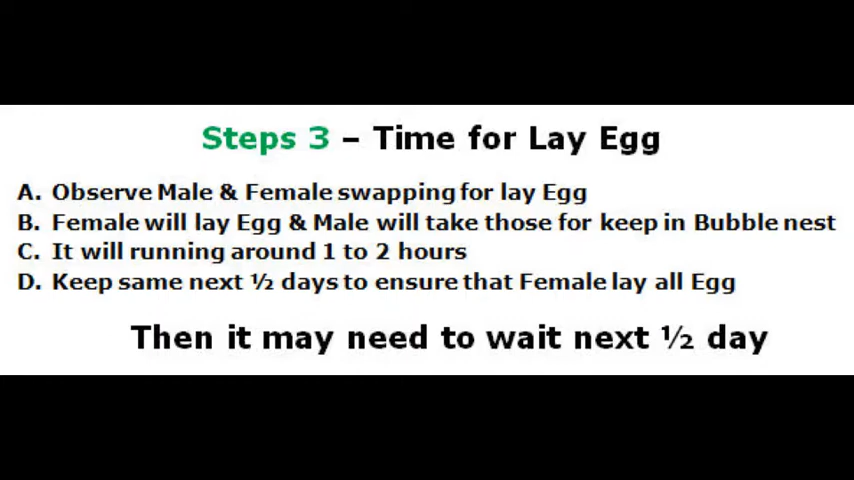 Steps 3 – Time for Lay Egg
A. Observe Male & Female swapping for lay Egg
B. Female will lay Egg & Male will take those for keep in Bubble nest
C. It will running around 1 to 2 hours
D. Keep same next ½ days to ensure that Female lay all Egg
Then it may need to wait next ½ day